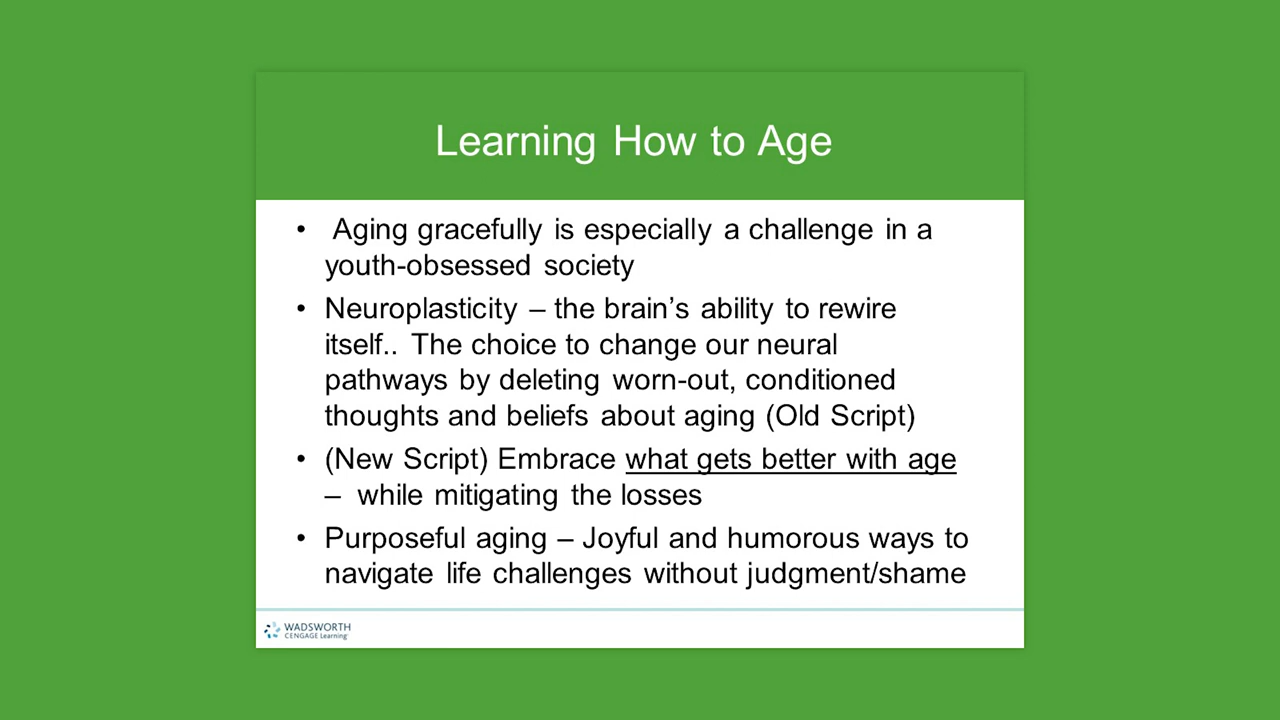 Learning How to Age
• Aging gracefully is especially a challenge in a
youth-obsessed society
• Neuroplasticity – the brain's ability to rewire
itself.. The choice to change our neural
pathways by deleting worn-out, conditioned
thoughts and beliefs about aging (Old Script)
• (New Script) Embrace what gets better with age
– while mitigating the losses
• Purposeful aging – Joyful and humorous ways to
navigate life challenges without judgment/shame
WADSWORTH
CENGAGE Learning